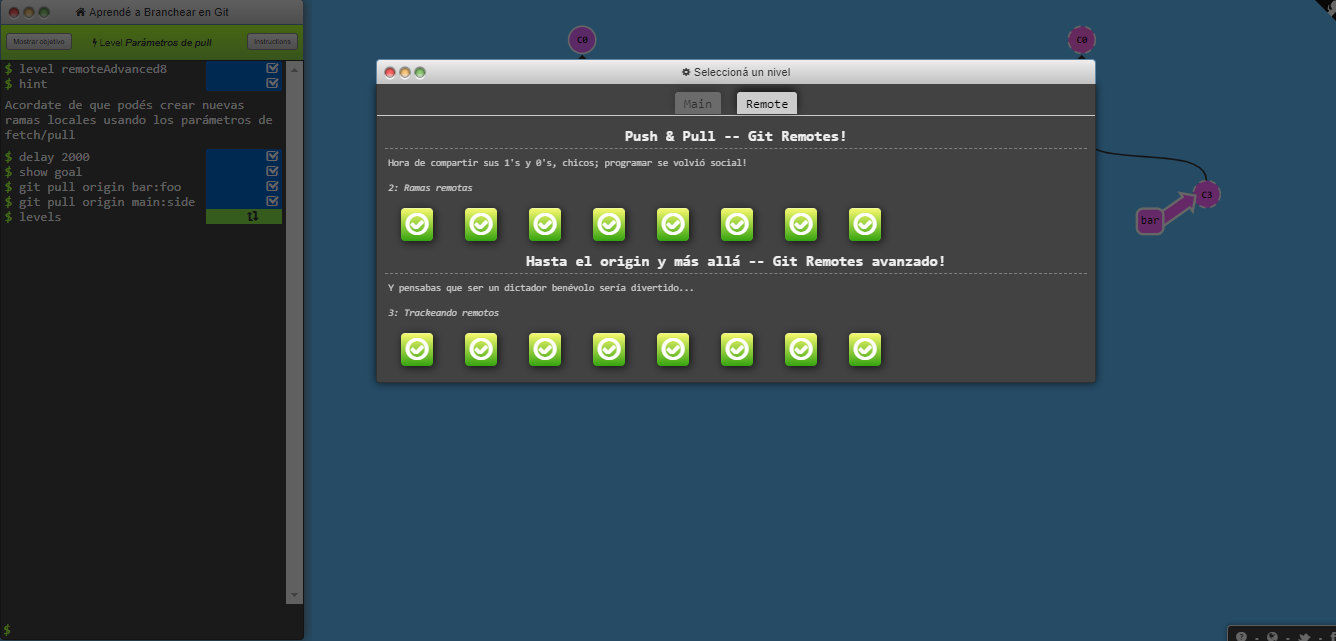 Aprendé a Branchear en Git
Mostrar objetivo
Level Parámetros de pull
Instructions
$ level remoteAdvanced8
$ hint
Acordate de que podés crear nuevas
ramas locales usando los parámetros de
fetch/pull
$ delay 2000
$ show goal
$ git pull origin bar:foo
$ git pull origin main:side
$ levels
$
C0
C0
Seleccioná un nivel
Main
Remote
Push & Pull -- Git Remotes!
Hora de compartir sus 1's y 0's, chicos; programar se volvió social!
2: Ramas remotas
Hasta el origin y más allá -- Git Remotes avanzado!
Y pensabas que ser un dictador benévolo sería divertido...
3: Trackeando remotos
C3
bar